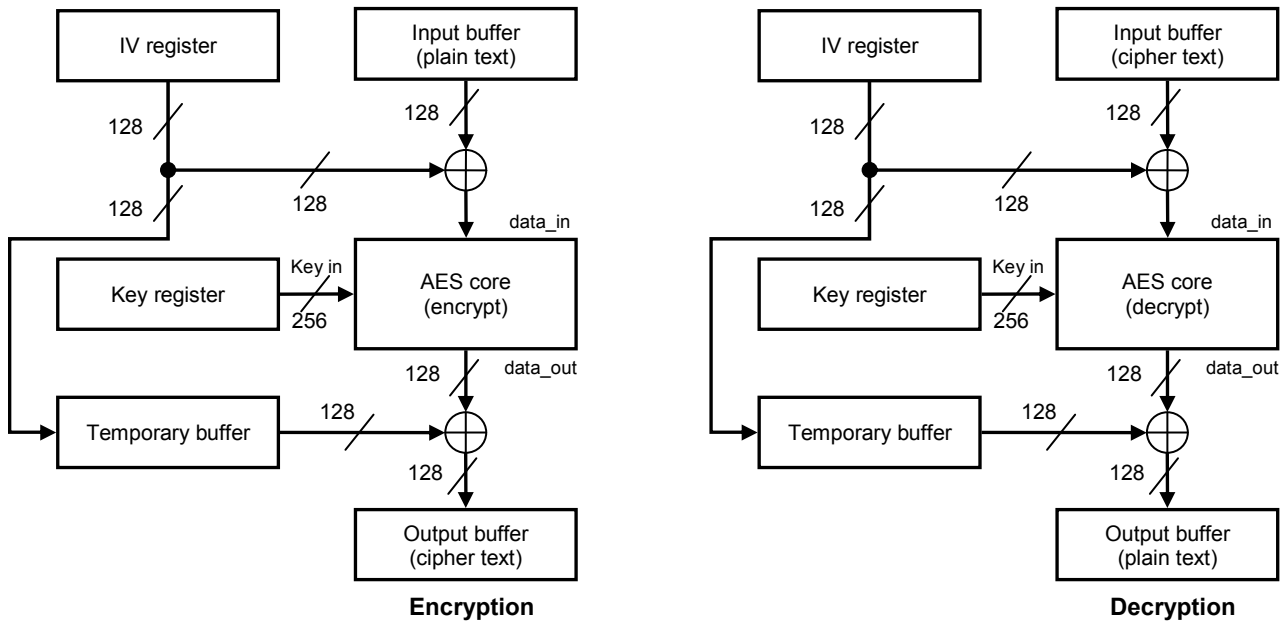 IV register
Input buffer
(plain text)
128
128
128
128
data_in
Key register
Key in
256
AES core
(encrypt)
128
data_out
Temporary buffer
128
128
Output buffer
(cipher text)
Encryption
IV register
Input buffer
(cipher text)
128
128
128
128
data_in
Key register
Key in
256
AES core
(decrypt)
128
data_out
Temporary buffer
128
128
Output buffer
(plain text)
Decryption